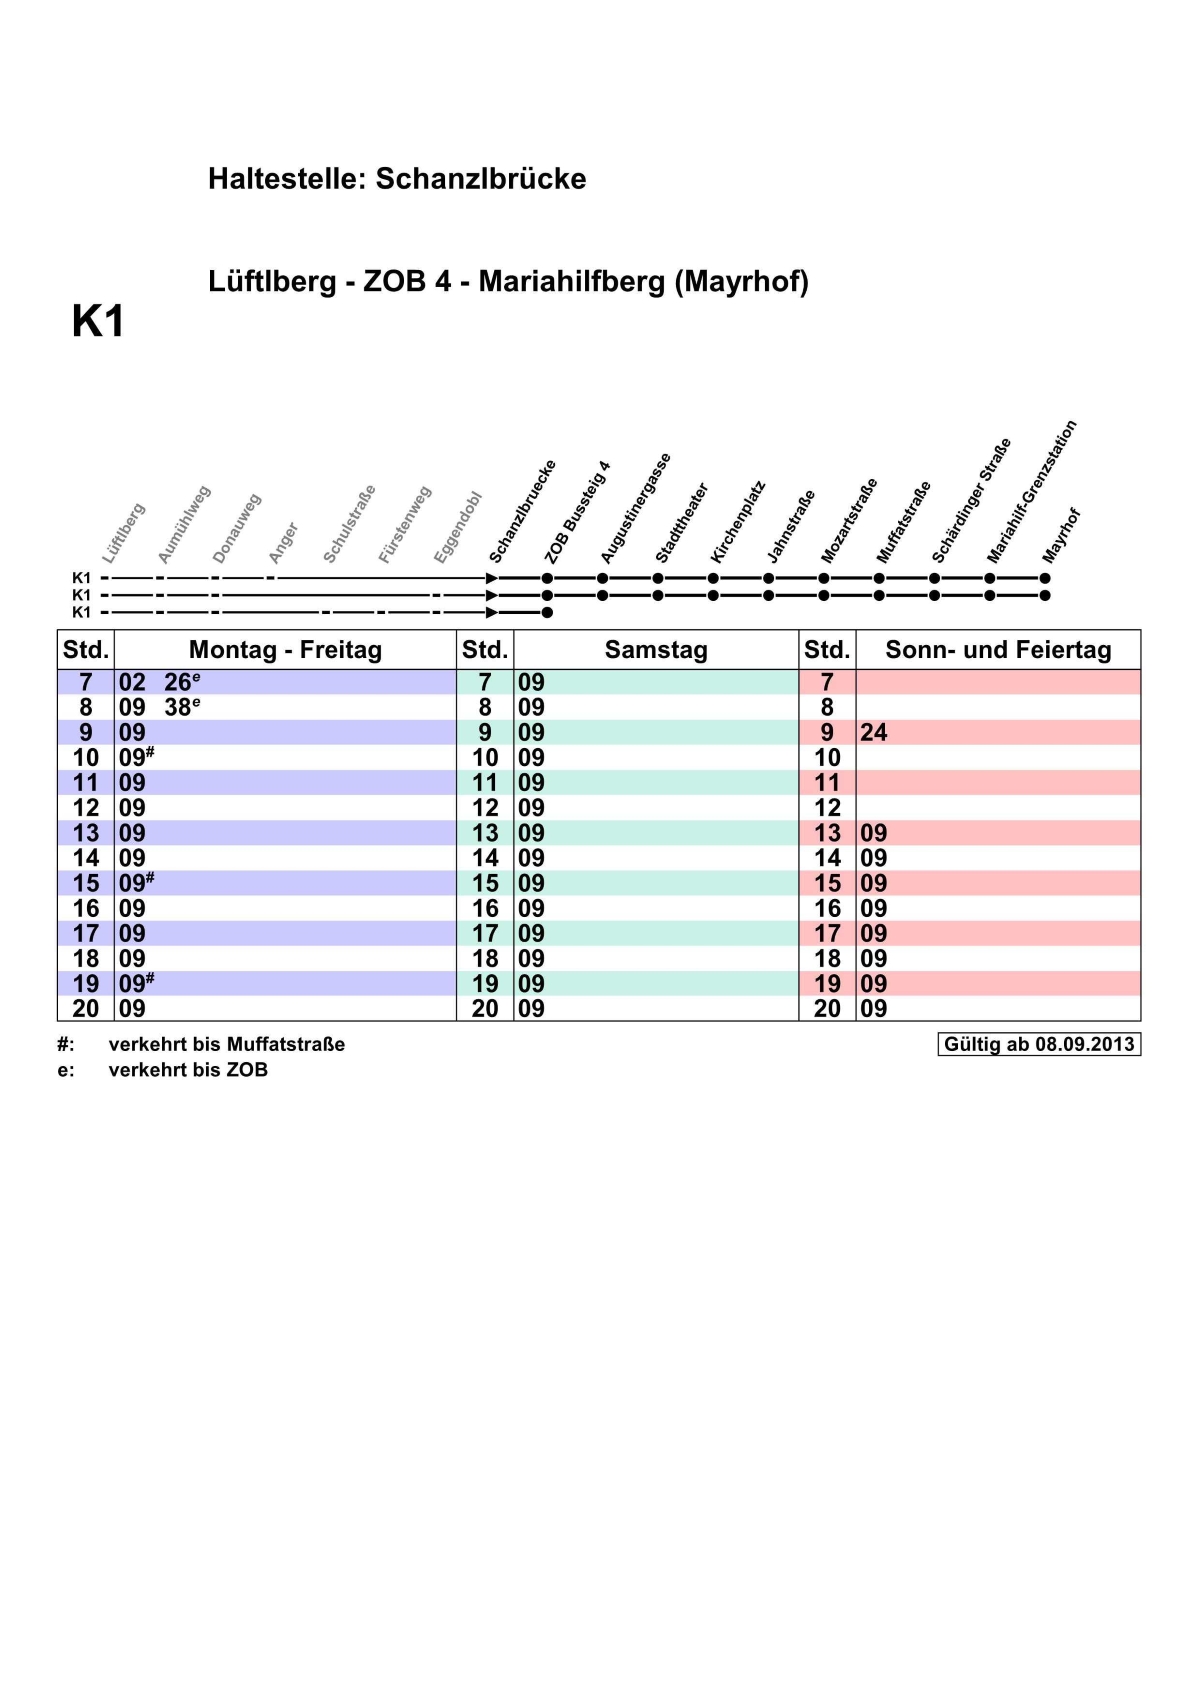 Haltestelle: Schanzlbrücke
Lüftlberg - ZOB 4 - Mariahilfberg (Mayrhof)
K1
Lüftlberg
Aumühlweg
Donauweg
Anger
Schulstraße
Fürstenweg
Eggendobl
Schanzlbruecke
ZOB Bussteig 4
Augustinergasse
Stadttheater
Kirchenplatz
Jahnstraße
Mozartstraße
Muffatstraße
Schärdinger Straße
Mariahilf-Grenzstation
Mayrhof
K1
K1
K1
Std. Montag - Freitag Std. Samstag Std. Sonn- und Feiertag
7 02 26e 7 09 7
8 09 38e 8 09 8
9 09 9 09 9 24
10 09# 10 09 10
11 09 11 09 11
12 09 12 09 12
13 09 13 09 13 09
14 09 14 09 14 09
15 09# 15 09 15 09
16 09 16 09 16 09
17 09 17 09 17 09
18 09 18 09 18 09
19 09# 19 09 19 09
20 09 20 09 20 09
#: verkehrt bis Muffatstraße Gültig ab 08.09.2013
e: verkehrt bis ZOB